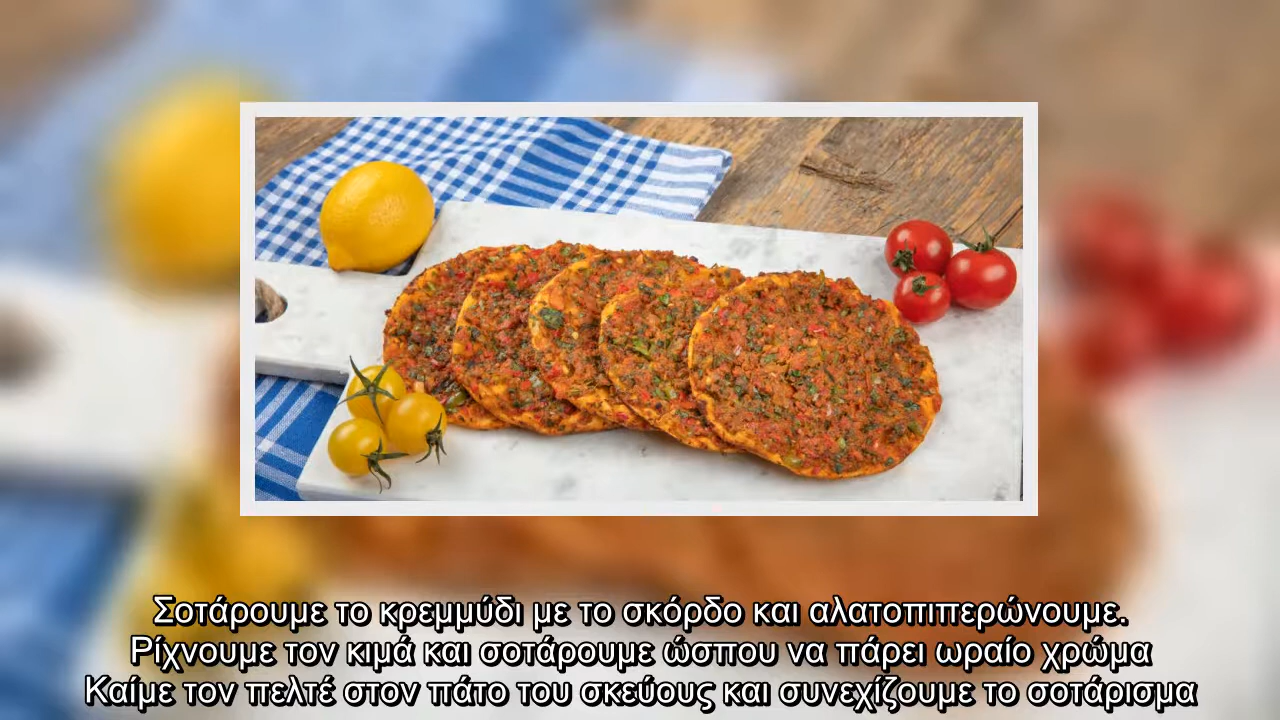 Σοτάρουμε το κρεμμύδι με το σκόρδο και αλατοπιπερώνουμε.
Ρίχνουμε τον κιμά και σοτάρουμε ώσπου να πάρει ωραίο χρώμα
Καίμε τον πελτέ στον πάτο του σκεύους και συνεχίζουμε το σοτάρισμα